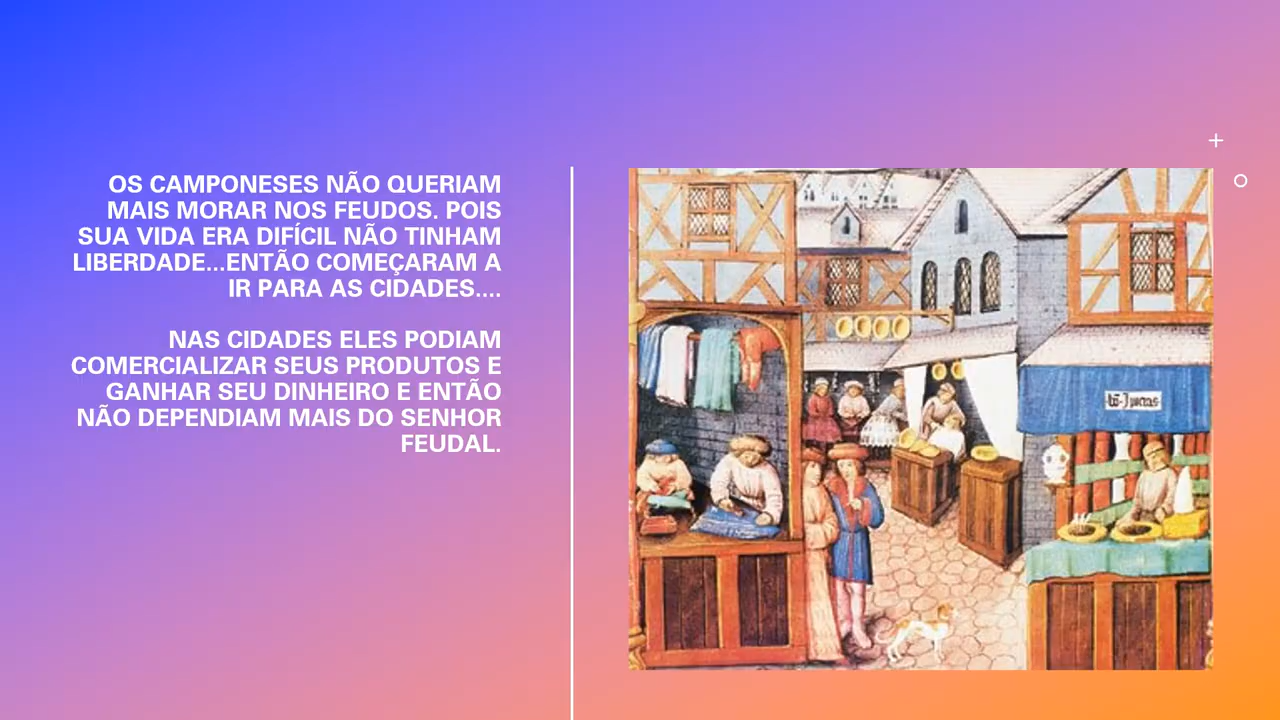 OS CAMPONESES NÃO QUERIAM
MAIS MORAR NOS FEUDOS. POIS
SUA VIDA ERA DIFÍCIL NÃO TINHAM
LIBERDADE...ENTÃO COMEÇARAM A
IR PARA AS CIDADES....
NAS CIDADES ELES PODIAM
COMERCIALIZAR SEUS PRODUTOS E
GANHAR SEU DINHEIRO E ENTÃO
NÃO DEPENDIAM MAIS DO SENHOR
FEUDAL.